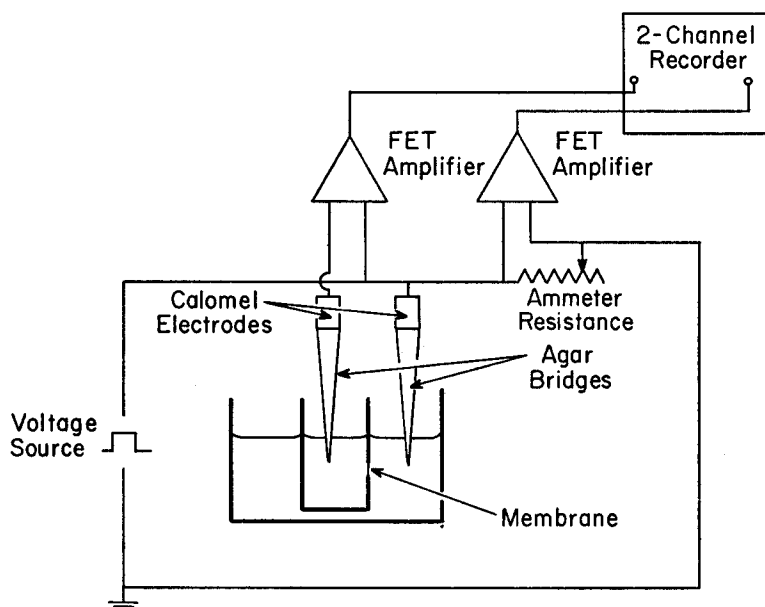 2-Channel
Recorder
FET
Amplifier
FET
Amplifier
Calomel
Electrodes
Ammeter
Resistance
Agar
Bridges
Voltage
Source
Membrane